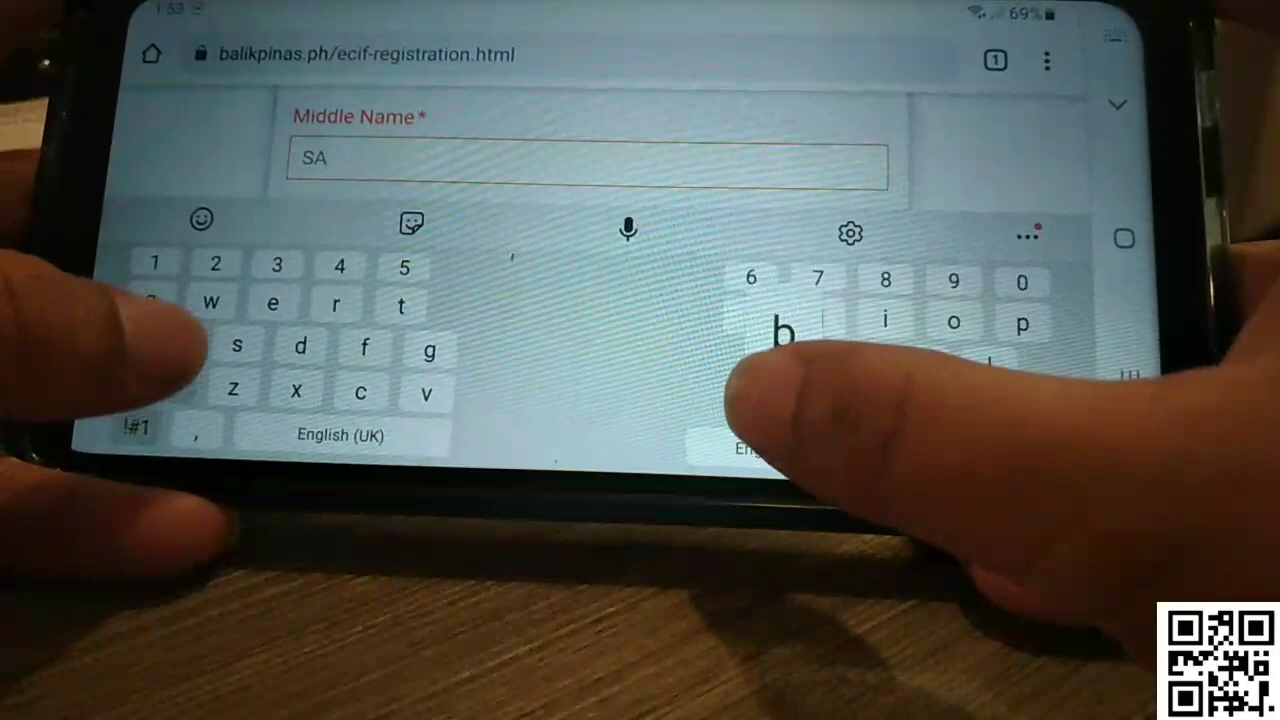 1:53
69%
balikpinas.ph/ecif-registration.html
1
Middle Name*
SA
1 2 3 4 5 6 7 8 9 0
w e r t i o p
b
s d f g
z x c v
!#1 , English (UK)